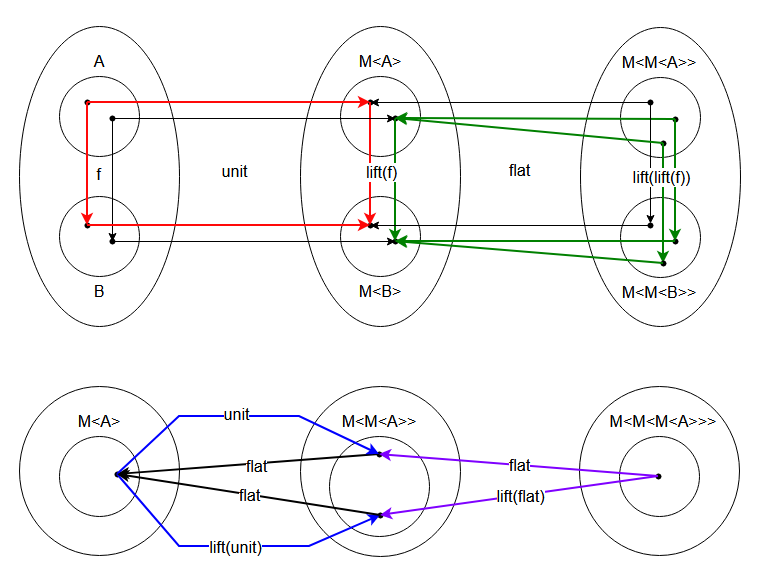 A
M<A>
M<M<A>>
f
unit
lift(f)
flat
lift(lift(f))
B
M<B>
M<M<B>>
M<A>
unit
M<M<A>>
M<M<M<A>>>
flat
flat
flat
lift(flat)
lift(unit)